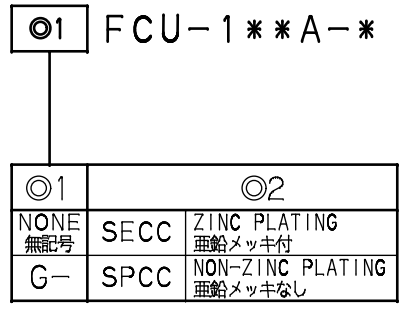 ◎1 FCU-1**A-*
◎1 ◎2
NONE 無記号 SECC ZINC PLATING 亜鉛メッキ付
G- SPCC NON-ZINC PLATING 亜鉛メッキなし